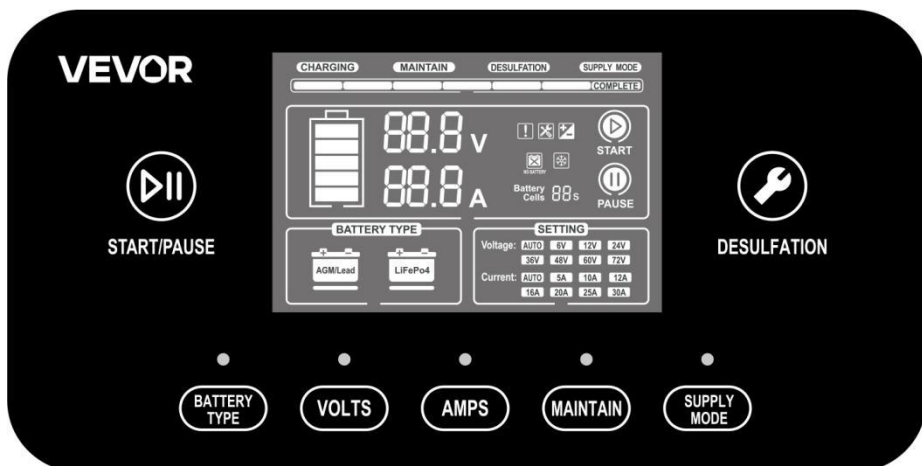 VEVOR
CHARGING MAINTAIN DESULFATION SUPPLY MODE
COMPLETE
88.8 V
88.8 A
START
NO BATTERY
Battery Cells 88 S
PAUSE
START/PAUSE
DESULFATION
BATTERY TYPE
AGM/Lead
LiFePo4
SETTING
Voltage: AUTO 6V 12V 24V
36V 48V 60V 72V
Current: AUTO 5A 10A 12A
16A 20A 25A 30A
BATTERY TYPE
VOLTS
AMPS
MAINTAIN
SUPPLY MODE